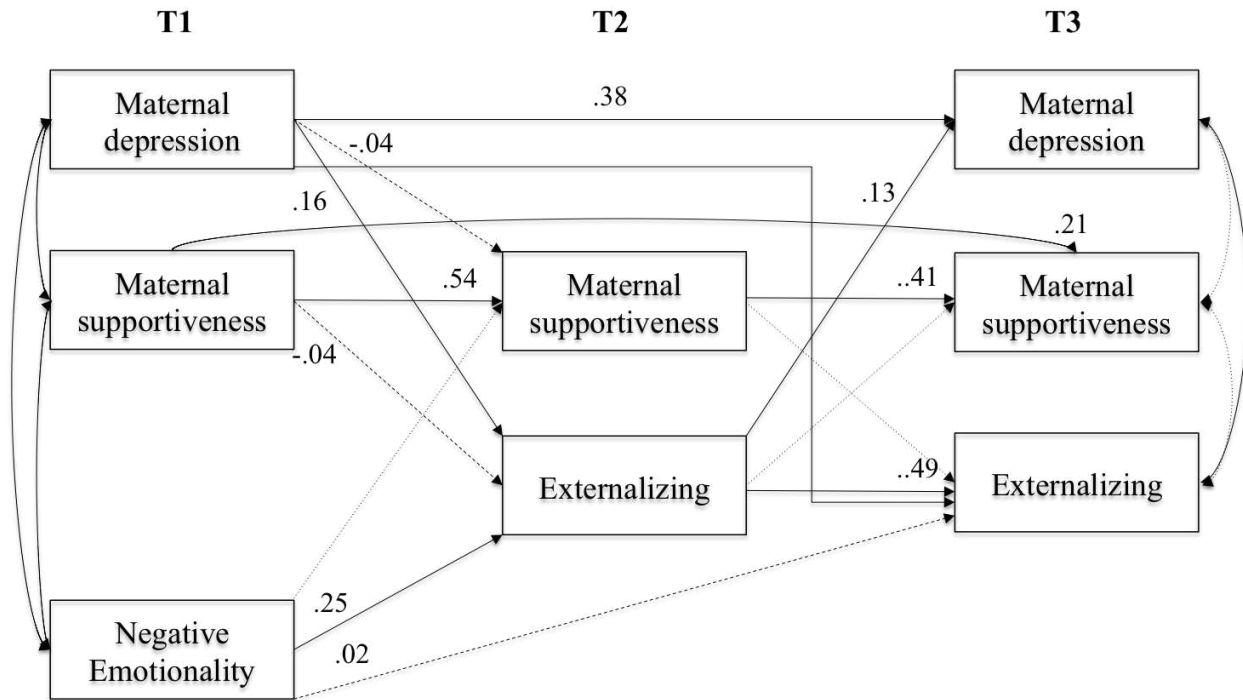 T1 T2 T3
Maternal
depression
.38
Maternal
depression
-.04
.16
.13
.21
Maternal
supportiveness
.54
Maternal
supportiveness
..41
Maternal
supportiveness
-.04
Externalizing
..49
Externalizing
.25
Negative
Emotionality
.02